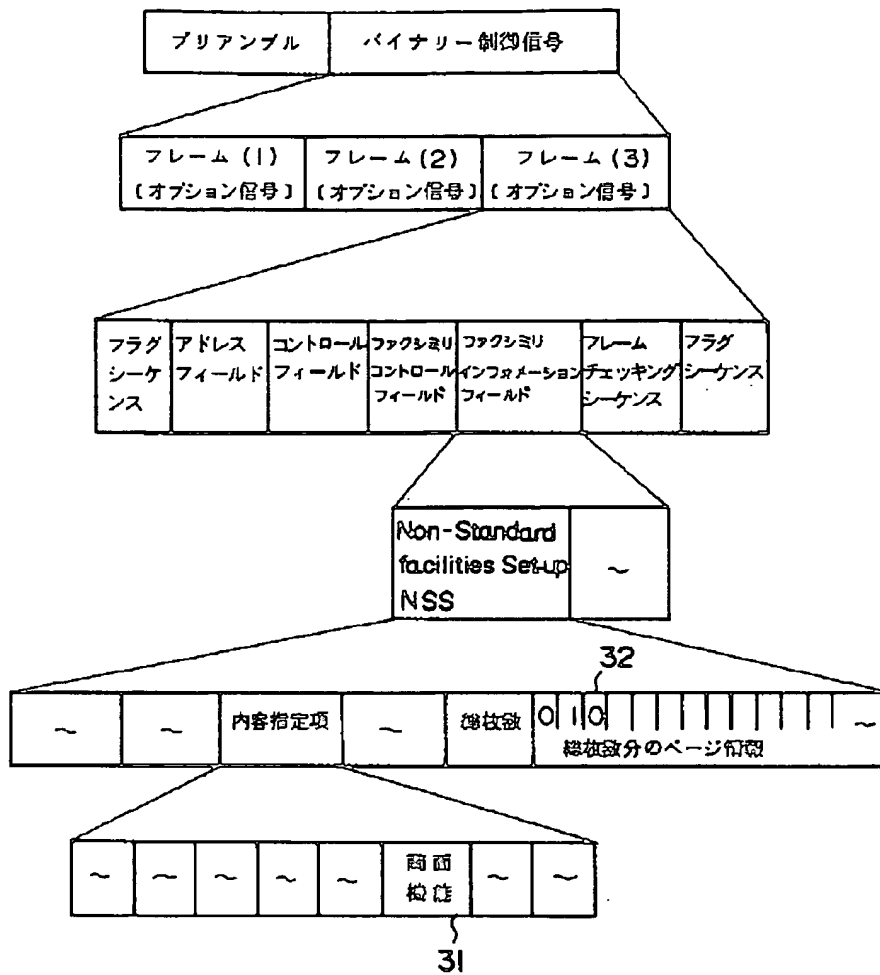 プリアンブル バイナリー制御信号
フレーム(1) フレーム(2) フレーム(3)
[オプション信号] [オプション信号] [オプション信号]
フラグ アドレス コントロール ファクシミリ ファクシミリ フレーム フラグ
シーケ フィールド フィールド コントロール インフォメーション チェッキング シーケンス
ンス フィールド フィールド シーケンス
Non-Standard
facilities Set-up ~
NSS
32
~ ~ 内容指定項 ~ 総枚数 0 1 0 ~
総枚数分のページ情報
~ ~ ~ ~ ~ 両面 ~ ~
機能
31